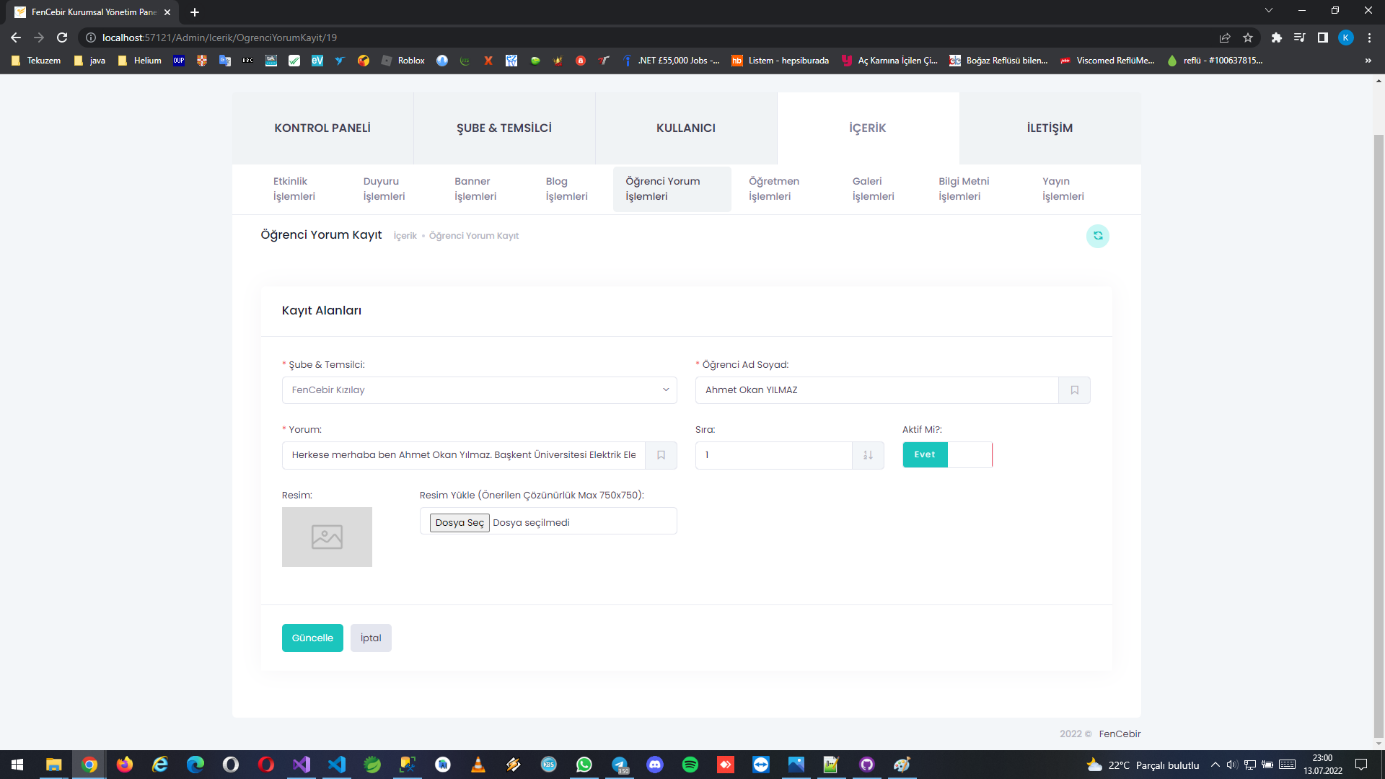 FenCebir Kurumsal Yönetim Pane
localhost:57121/Admin/Icerik/OgrenciYorumKayit/19
K
Tekuzem java Helium OUP BBC Roblox .NET £55,000 Jobs -... hb Listem - hepsiburada Aç Karnına İçilen Çi... Boğaz Reflüsü bilen... Viscomed RefluMe... reflü - #100637815... »
KONTROL PANELİ ŞUBE & TEMSİLCİ KULLANICI İÇERİK İLETİŞİM
Etkinlik Duyuru Banner Blog Öğrenci Yorum Öğretmen Galeri Bilgi Metni Yayın
İşlemleri İşlemleri İşlemleri İşlemleri İşlemleri İşlemleri İşlemleri İşlemleri İşlemleri
Öğrenci Yorum Kayıt İçerik • Öğrenci Yorum Kayıt
Kayıt Alanları
* Şube & Temsilci: * Öğrenci Ad Soyad:
FenCebir Kızılay Ahmet Okan YILMAZ
* Yorum: Sıra: Aktif Mi?:
Herkese merhaba ben Ahmet Okan Yılmaz. Başkent Üniversitesi Elektrik Ele 1 Evet
Resim: Resim Yükle (Önerilen Çözünürlük Max 750x750):
Dosya Seç Dosya seçilmedi
Güncelle İptal
2022 © FenCebir
22°C Parçalı bulutlu
23:00
13.07.2022